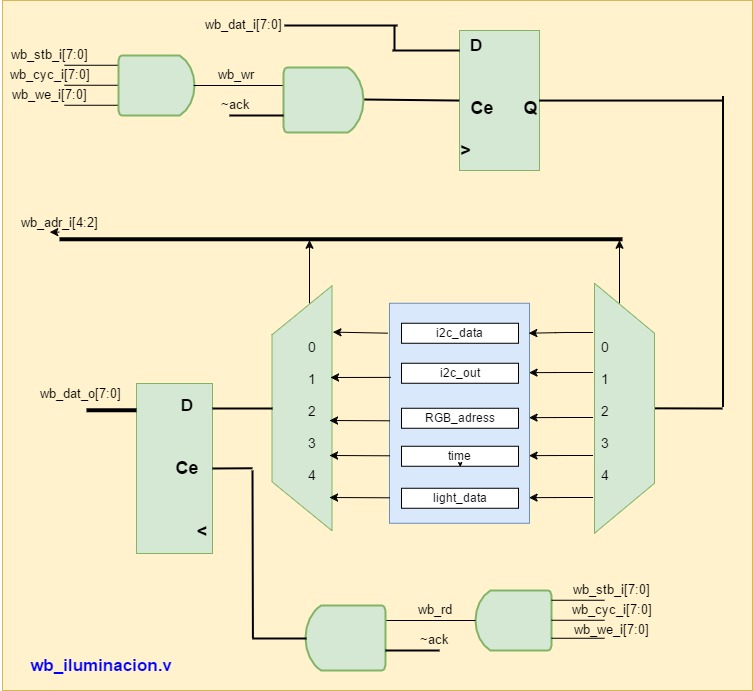 wb_dat_i[7:0]
wb_stb_i[7:0]
wb_cyc_i[7:0]
wb_we_i[7:0]
wb_wr
~ack
D
Ce
Q
>
wb_adr_i[4:2]
0
1
2
3
4
i2c_data
i2c_out
RGB_adress
time
light_data
0
1
2
3
4
wb_dat_o[7:0]
D
Ce
<
wb_rd
~ack
wb_stb_i[7:0]
wb_cyc_i[7:0]
wb_we_i[7:0]
wb_iluminacion.v